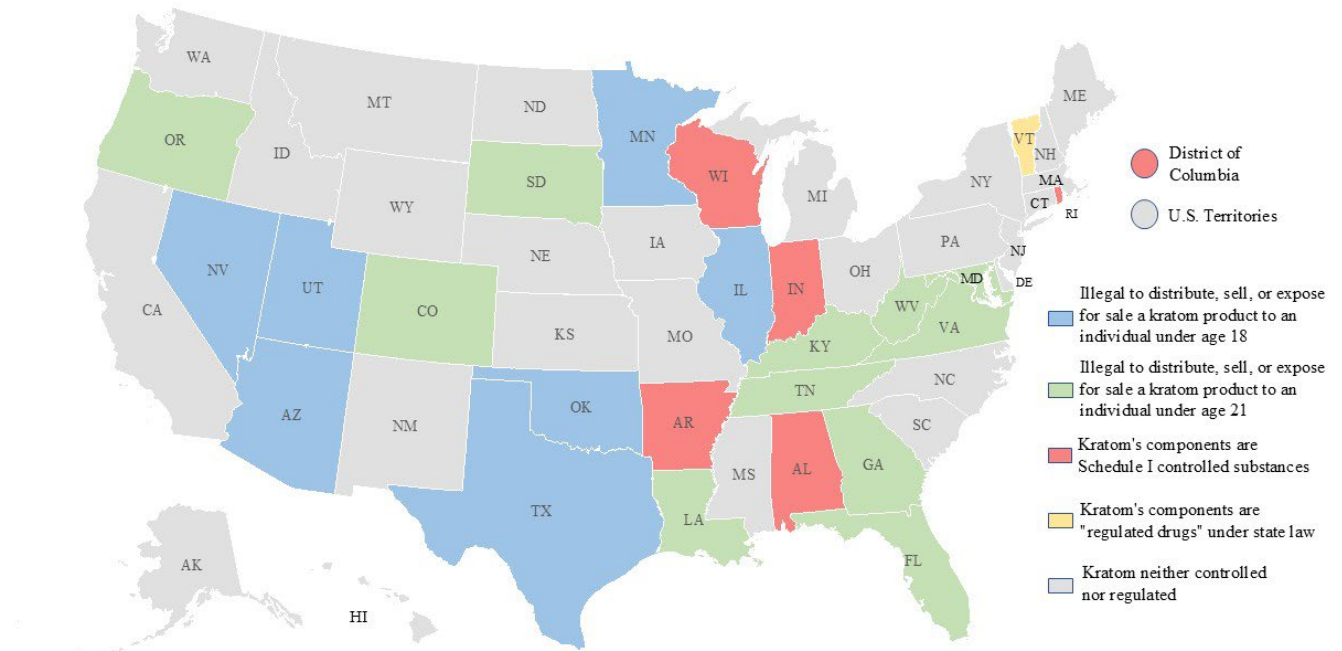 WA
MT
ND
MN
ME
OR
ID
SD
WI
VT
NH
NY
MA
District of
Columbia
WY
MI
CT
RI
U.S. Territories
NE
IA
PA
NJ
NV
UT
CO
IL
IN
OH
MD
DE
CA
KS
MO
WV
VA
KY
Illegal to distribute, sell, or expose
for sale a kratom product to an
individual under age 18
AZ
NM
OK
AR
TN
NC
SC
Illegal to distribute, sell, or expose
for sale a kratom product to an
individual under age 21
TX
LA
MS
AL
GA
FL
Kratom's components are
Schedule I controlled substances
AK
HI
Kratom's components are
"regulated drugs" under state law
Kratom neither controlled
nor regulated